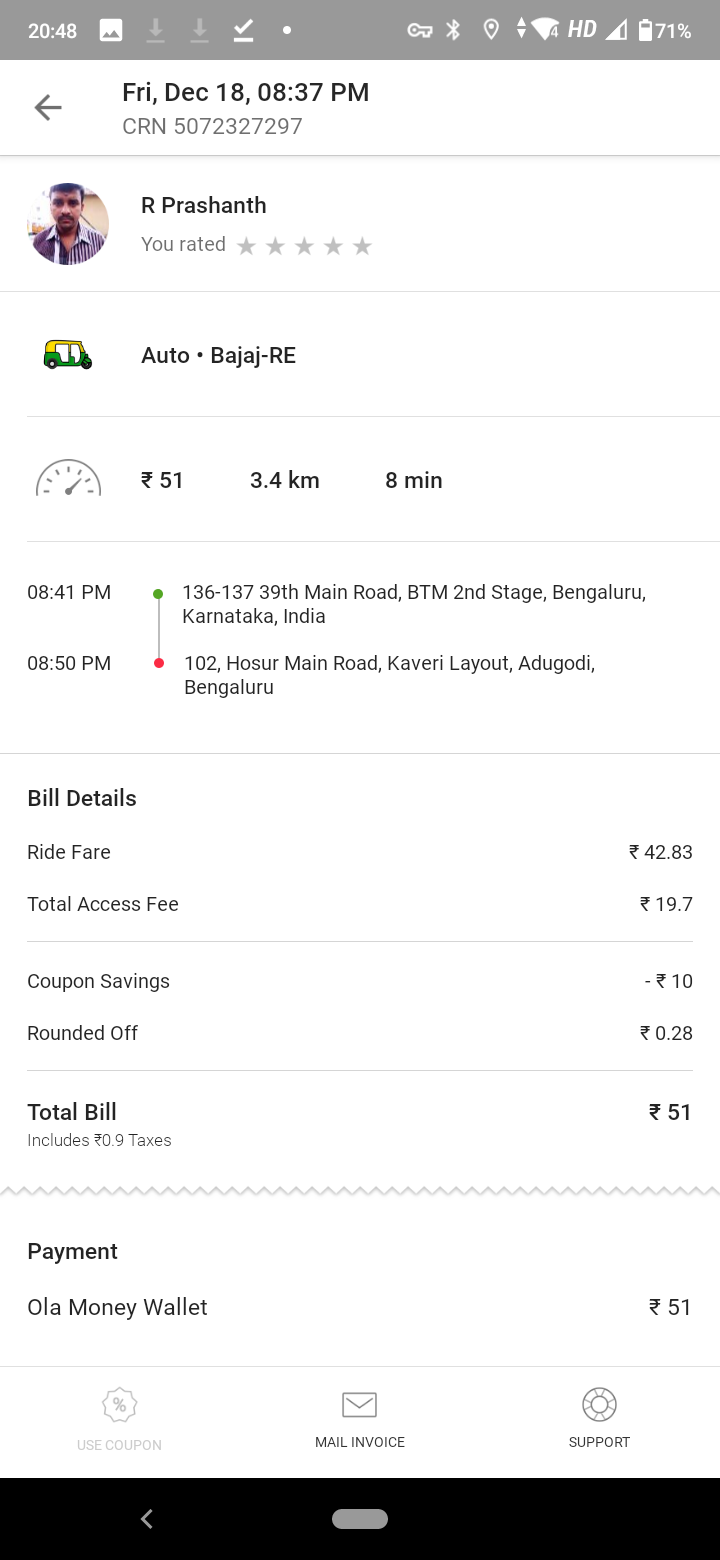 20:48 4 HD 71%
Fri, Dec 18, 08:37 PM
CRN 5072327297
R Prashanth
You rated
Auto • Bajaj-RE
₹ 51 3.4 km 8 min
08:41 PM 136-137 39th Main Road, BTM 2nd Stage, Bengaluru,
Karnataka, India
08:50 PM 102, Hosur Main Road, Kaveri Layout, Adugodi,
Bengaluru
Bill Details
Ride Fare ₹ 42.83
Total Access Fee ₹ 19.7
Coupon Savings - ₹ 10
Rounded Off ₹ 0.28
Total Bill ₹ 51
Includes ₹0.9 Taxes
Payment
Ola Money Wallet ₹ 51
%
USE COUPON MAIL INVOICE SUPPORT